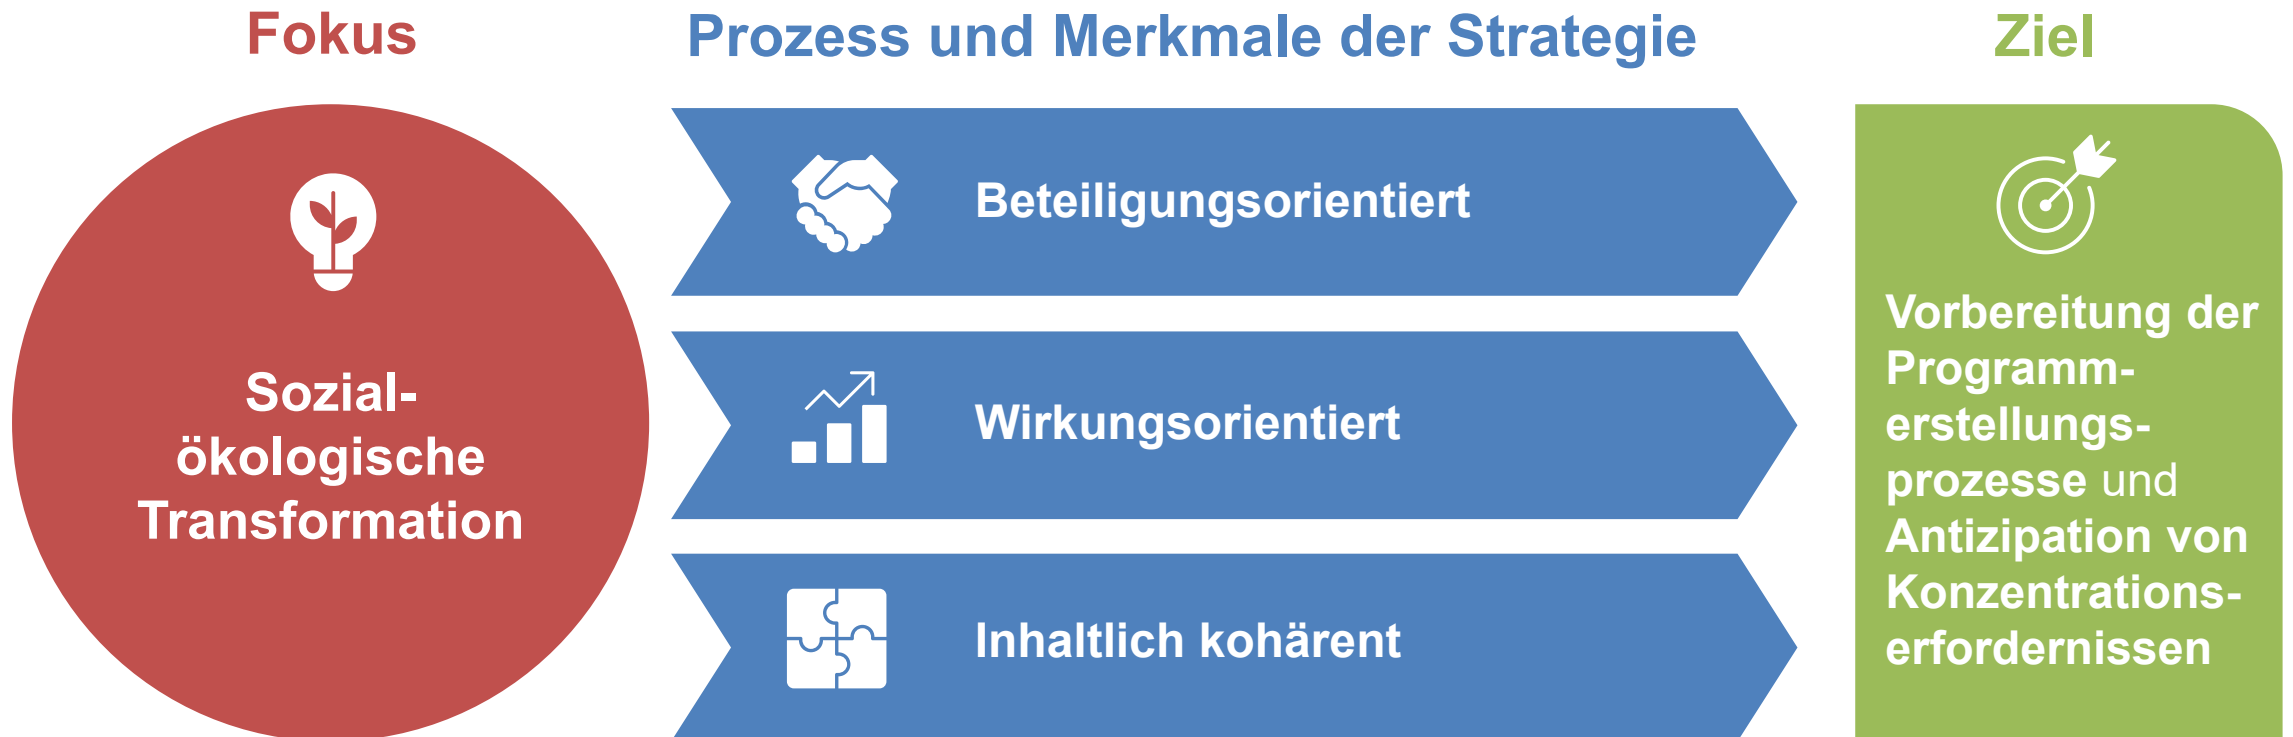 Fokus
Prozess und Merkmale der Strategie
Ziel
Sozial-
ökologische
Transformation
Beteiligungsorientiert
Wirkungsorientiert
Inhaltlich kohärent
Vorbereitung der
Programm-
erstellungs-
prozesse und
Antizipation von
Konzentrations-
erfordernissen